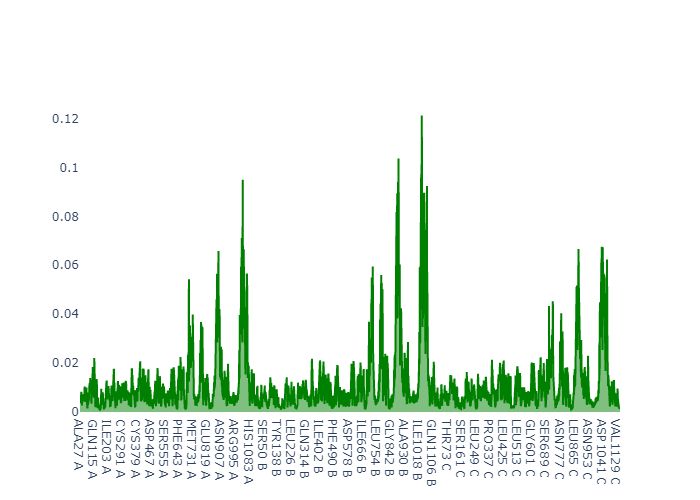 0.12
0.1
0.08
0.06
0.04
0.02
0
ALA27 A
GLN115 A
ILE203 A
CYS291 A
CYS379 A
ASP467 A
SER555 A
PHE643 A
MET731 A
GLU819 A
ASN907 A
ARG995 A
HIS1083 A
SER50 B
TYR138 B
LEU226 B
GLN314 B
ILE402 B
PHE490 B
ASP578 B
ILE666 B
LEU754 B
GLY842 B
ALA930 B
ILE1018 B
GLN1106 B
THR73 C
SER161 C
LEU249 C
PRO337 C
LEU425 C
LEU513 C
GLY601 C
SER689 C
ASN777 C
LEU865 C
ASN953 C
ASP1041 C
VAL1129 C